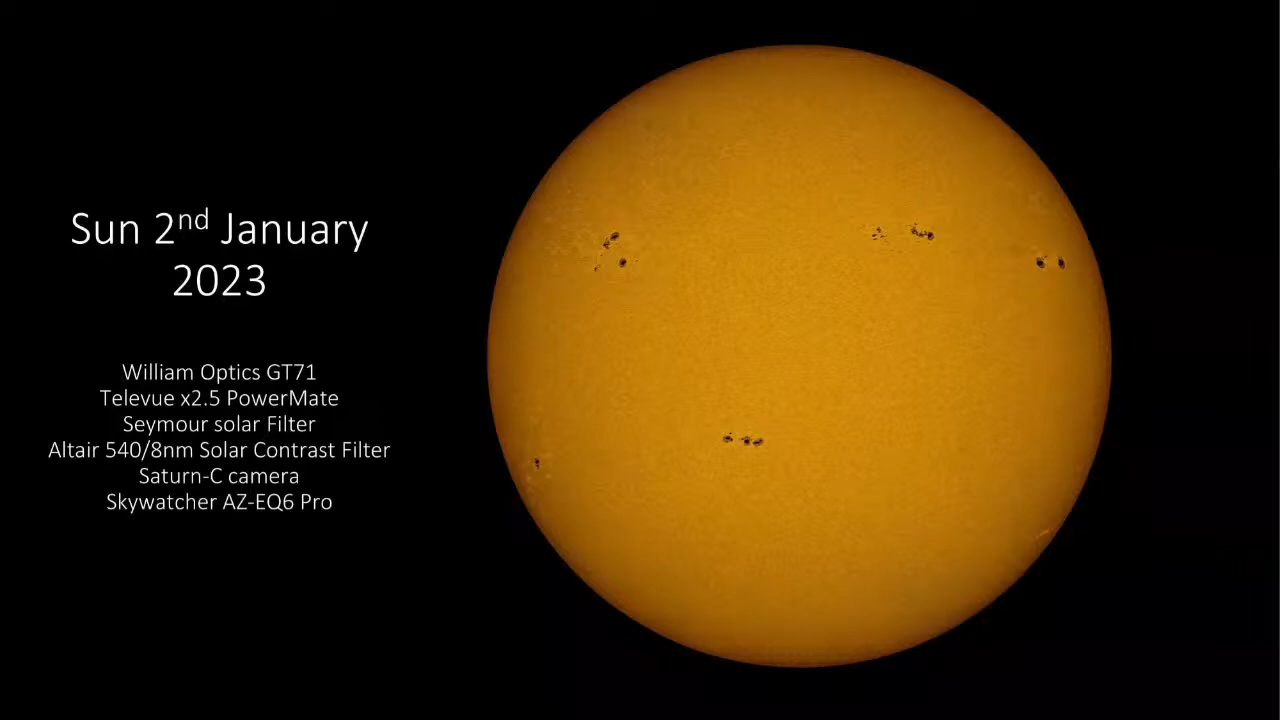 Sun 2nd January
2023
William Optics GT71
Televue x2.5 PowerMate
Seymour solar Filter
Altair 540/8nm Solar Contrast Filter
Saturn-C camera
Skywatcher AZ-EQ6 Pro